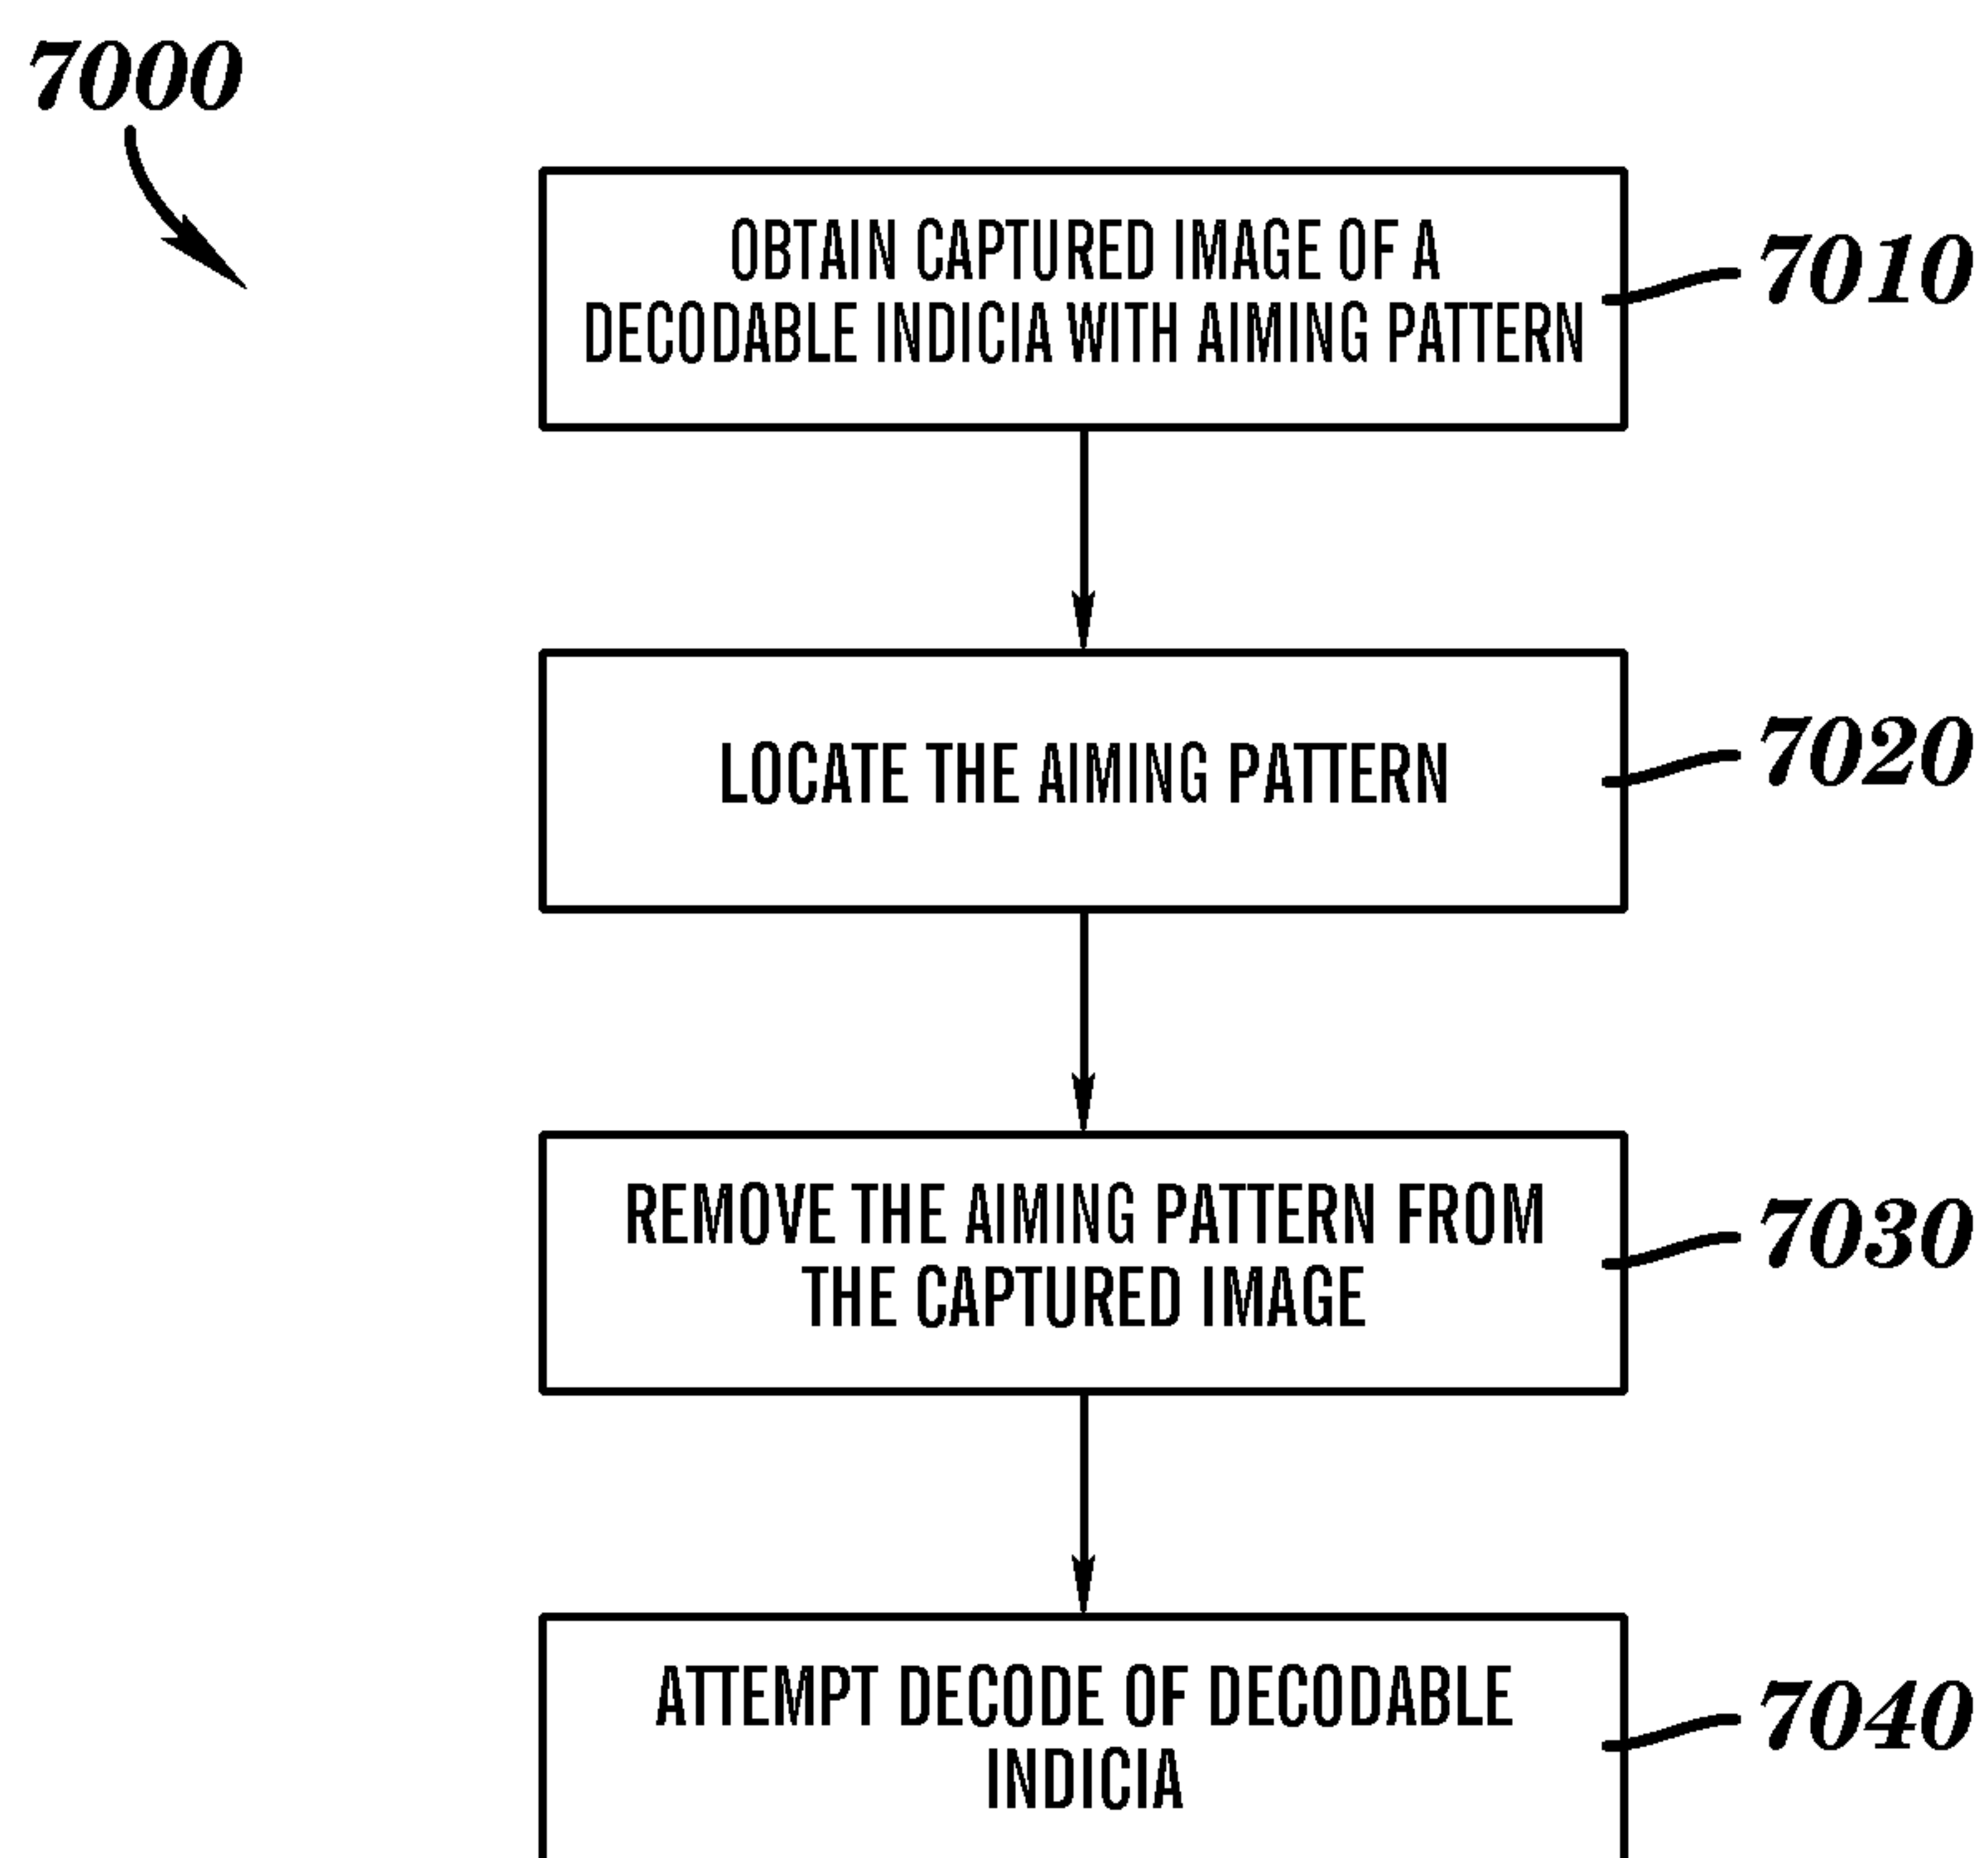 7000
OBTAIN CAPTURED IMAGE OF A
DECODABLE INDICIA WITH AIMING PATTERN
7010
LOCATE THE AIMING PATTERN
7020
REMOVE THE AIMING PATTERN FROM
THE CAPTURED IMAGE
7030
ATTEMPT DECODE OF DECODABLE
INDICIA
7040